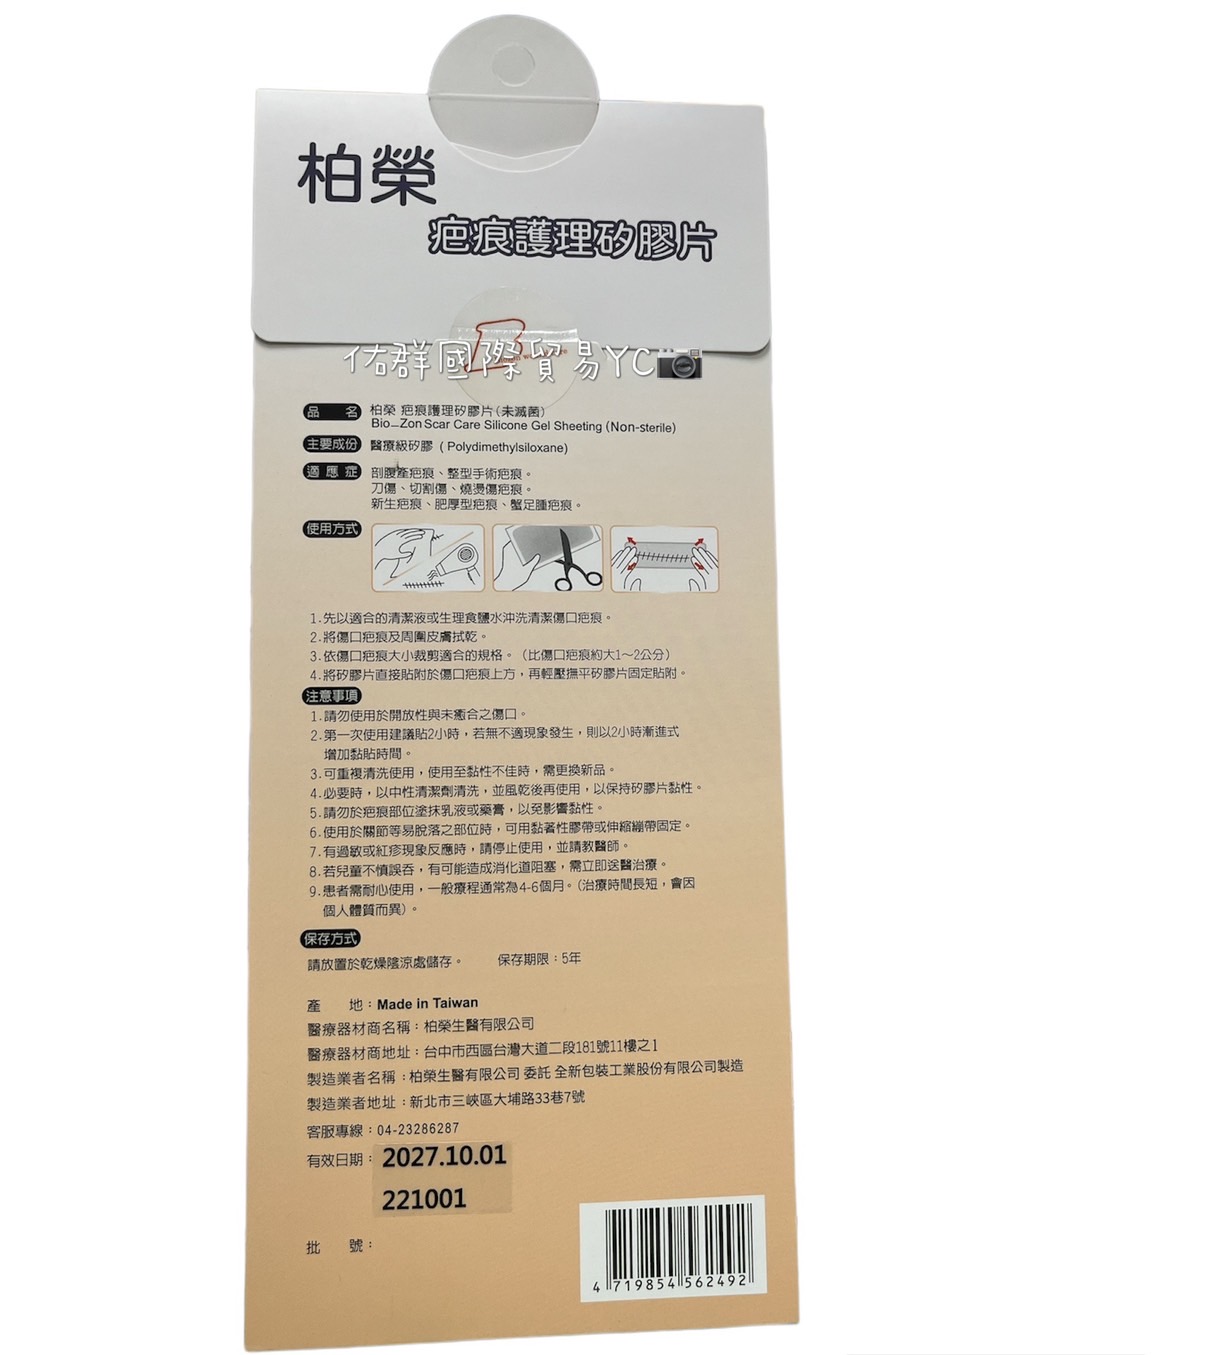 柏榮
疤痕護理矽膠片
佑群國際貿易YC
品名 柏榮 疤痕護理矽膠片(未滅菌)
Bio-Zon Scar Care Silicone Gel Sheeting (Non-sterile)
主要成份 醫療級矽膠 ( Polydimethylsiloxane)
適應症 剖腹產疤痕、整型手術疤痕。
刀傷、切割傷、燒燙傷疤痕。
新生疤痕、肥厚型疤痕、蟹足腫疤痕。
使用方式
1.先以適合的清潔液或生理食鹽水沖洗清潔傷口疤痕。
2.將傷口疤痕及周圍皮膚拭乾。
3.依傷口疤痕大小裁剪適合的規格。(比傷口疤痕約大1～2公分)
4.將矽膠片直接貼附於傷口疤痕上方，再輕壓撫平矽膠片固定貼附。
注意事項
1.請勿使用於開放性與未癒合之傷口。
2.第一次使用建議貼2小時，若無不適現象發生，則以2小時漸進式
增加黏貼時間。
3.可重複清洗使用，使用至黏性不佳時，需更換新品。
4.必要時，以中性清潔劑清洗，並風乾後再使用，以保持矽膠片黏性。
5.請勿於疤痕部位塗抹乳液或藥膏，以免影響黏性。
6.使用於關節等易脫落之部位時，可用黏著性膠帶或伸縮繃帶固定。
7.有過敏或紅疹現象反應時，請停止使用，並請教醫師。
8.若兒童不慎誤吞，有可能造成消化道阻塞，需立即送醫治療。
9.患者需耐心使用，一般療程通常為4-6個月。(治療時間長短，會因
個人體質而異)。
保存方式
請放置於乾燥陰涼處儲存。 保存期限：5年
產地：Made in Taiwan
醫療器材商名稱：柏榮生醫有限公司
醫療器材商地址：台中市西區台灣大道二段181號11樓之1
製造業者名稱：柏榮生醫有限公司 委託 全新包裝工業股份有限公司製造
製造業者地址：新北市三峽區大埔路33巷7號
客服專線：04-23286287
有效日期：2027.10.01
221001
批號：
4 719854 562492